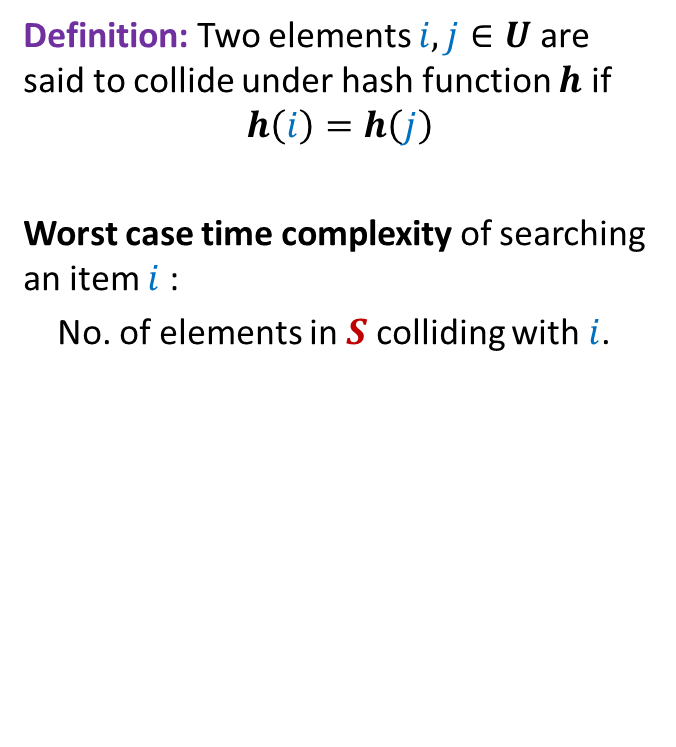 Definition: Two elements i, j ∈ U are
said to collide under hash function h if
h(i) = h(j)
Worst case time complexity of searching
an item i :
No. of elements in S colliding with i.